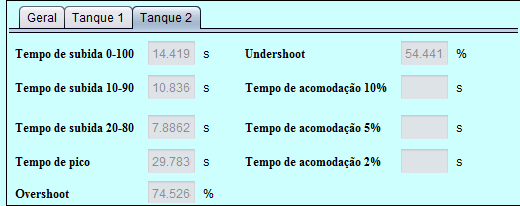 Geral Tanque 1 Tanque 2
Tempo de subida 0-100 14.419 s Undershoot 54.441 %
Tempo de subida 10-90 10.836 s Tempo de acomodação 10% s
Tempo de subida 20-80 7.8862 s Tempo de acomodação 5% s
Tempo de pico 29.783 s Tempo de acomodação 2% s
Overshoot 74.526 %